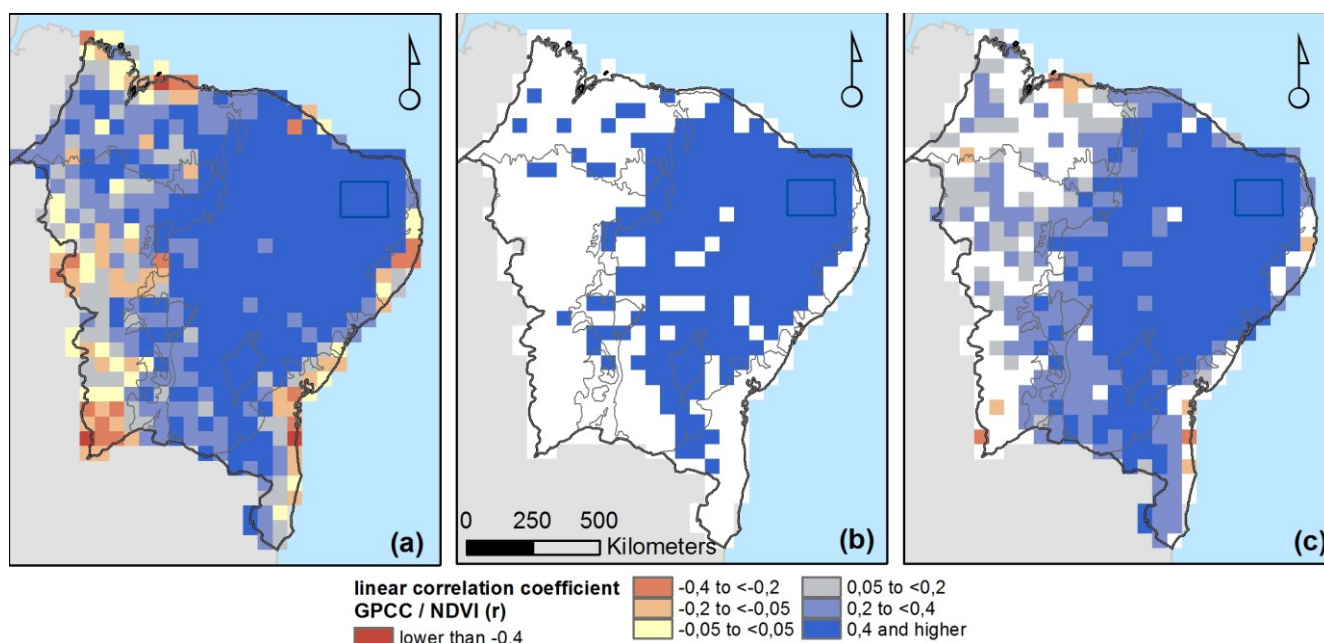 (a)
0 250 500
Kilometers
(b)
(c)
linear correlation coefficient
GPCC / NDVI (r)
lower than -0.4
-0,4 to <-0,2
-0,2 to <-0,05
-0,05 to <0,05
0,05 to <0,2
0,2 to <0,4
0,4 and higher